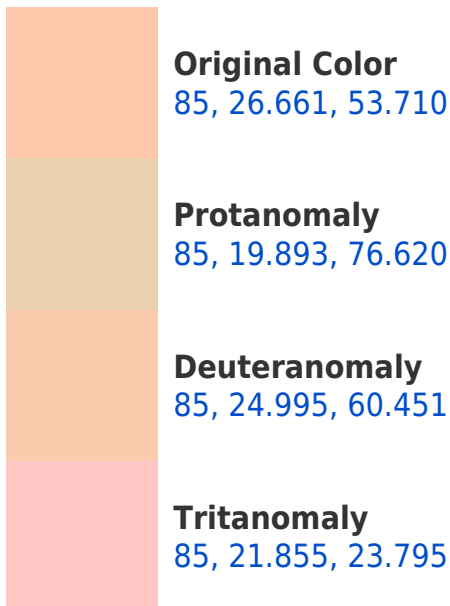 Original Color
85, 26.661, 53.710
Protanomaly
85, 19.893, 76.620
Deuteranomaly
85, 24.995, 60.451
Tritanomaly
85, 21.855, 23.795